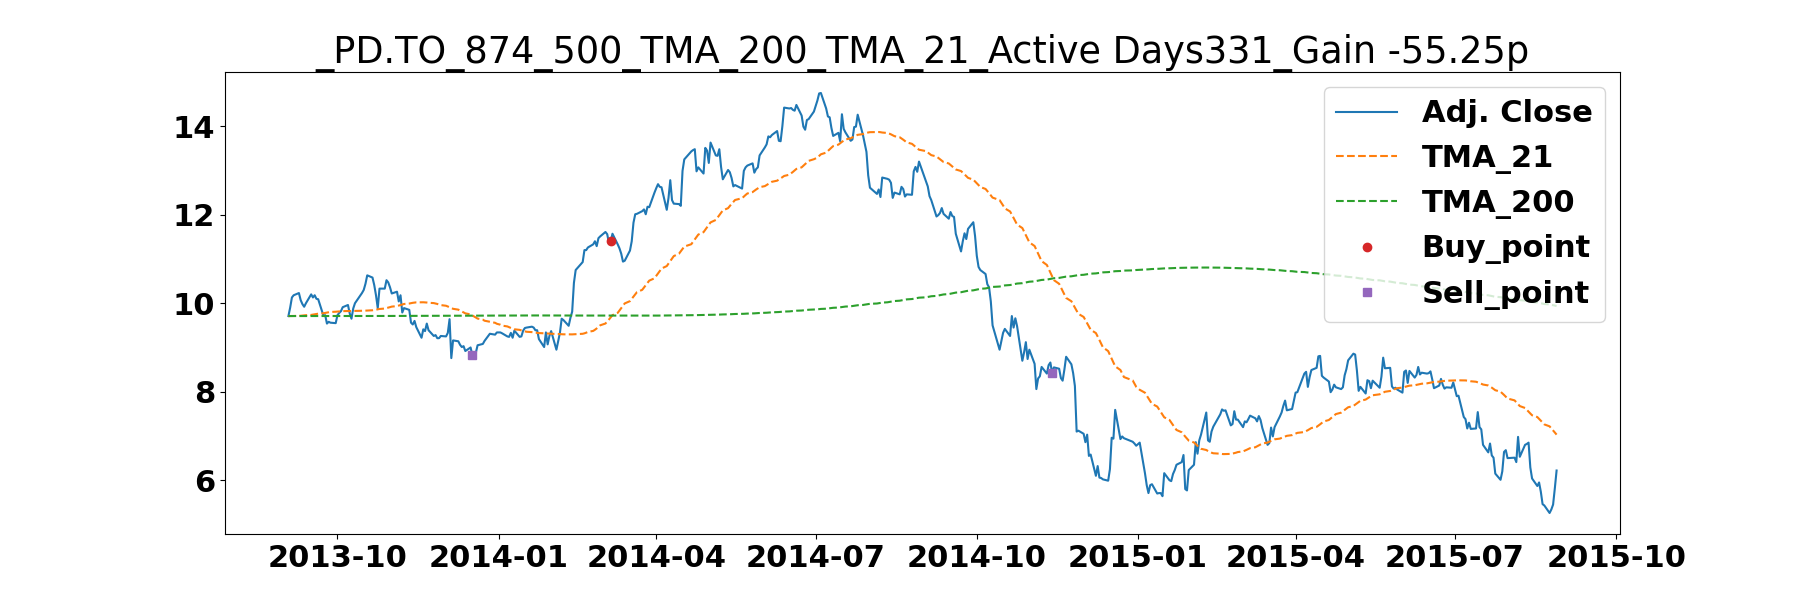 _PD.TO_874_500_TMA_200_TMA_21_Active Days331_Gain -55.25p
14
12
10
8
6
Adj. Close
TMA_21
TMA_200
Buy_point
Sell_point
2013-10 2014-01 2014-04 2014-07 2014-10 2015-01 2015-04 2015-07 2015-10